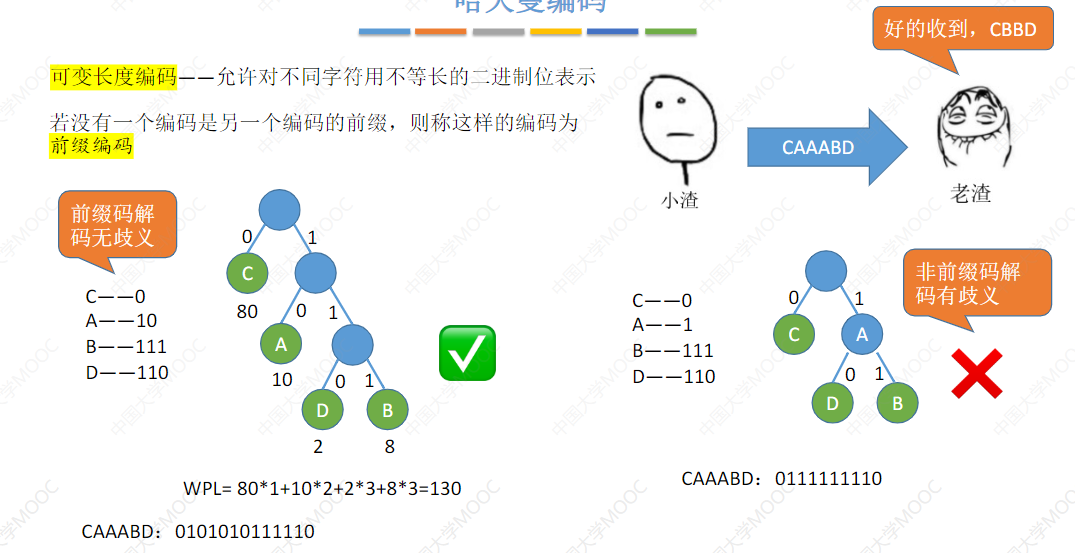 哈夫曼编码
好的收到，CBBD
可变长度编码——允许对不同字符用不等长的二进制位表示
若没有一个编码是另一个编码的前缀，则称这样的编码为
前缀编码
CAAABD
小渣
老渣
前缀码解
码无歧义
C——0
A——10
B——111
D——110
0
1
C
80
0
1
A
10
0
1
D
B
2
8
WPL= 80*1+10*2+2*3+8*3=130
CAAABD：0101010111110
非前缀码解
码有歧义
C——0
A——1
B——111
D——110
0
1
C
A
0
1
D
B
CAAABD：0111111110
中国大学MOOC